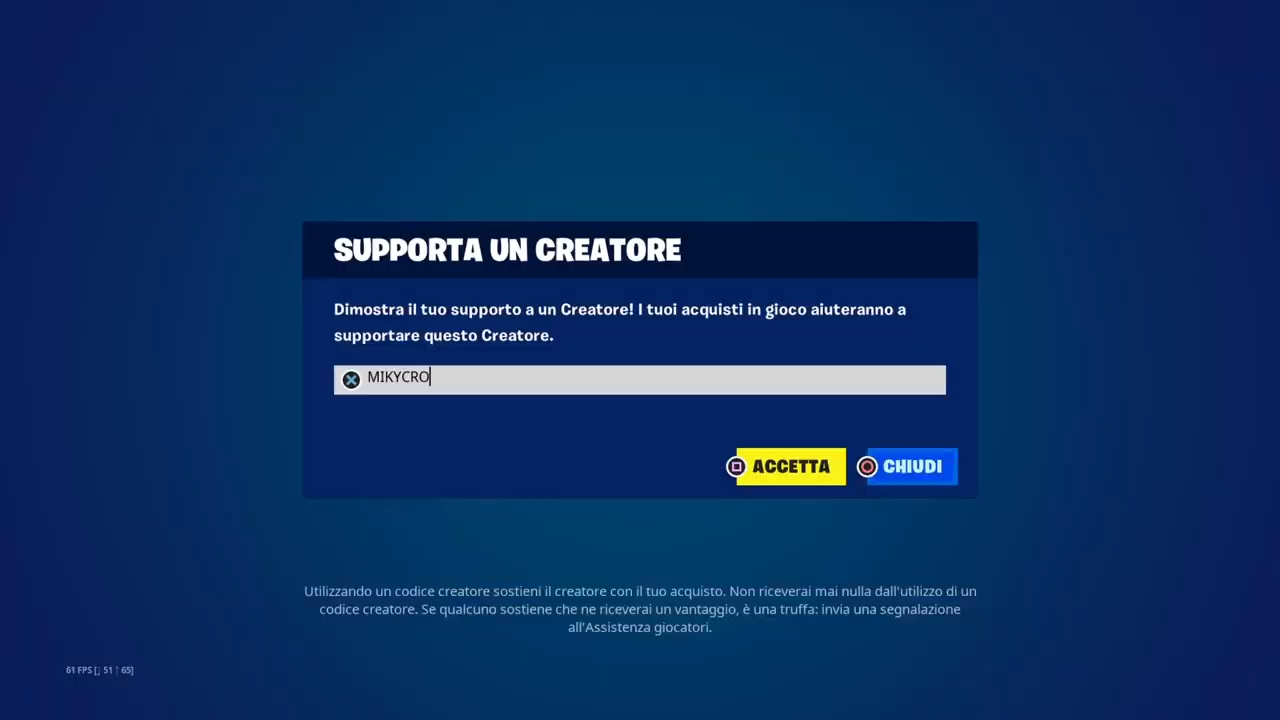 SUPPORTA UN CREATORE
Dimostra il tuo supporto a un Creatore! I tuoi acquisti in gioco aiuteranno a
supportare questo Creatore.
MIKYCRO
ACCETTA
CHIUDI
Utilizzando un codice creatore sostieni il creatore con il tuo acquisto. Non riceverai mai nulla dall'utilizzo di un
codice creatore. Se qualcuno sostiene che ne riceverai un vantaggio, è una truffa: invia una segnalazione
all'Assistenza giocatori.
61 FPS [↓ 51 ↑ 65]